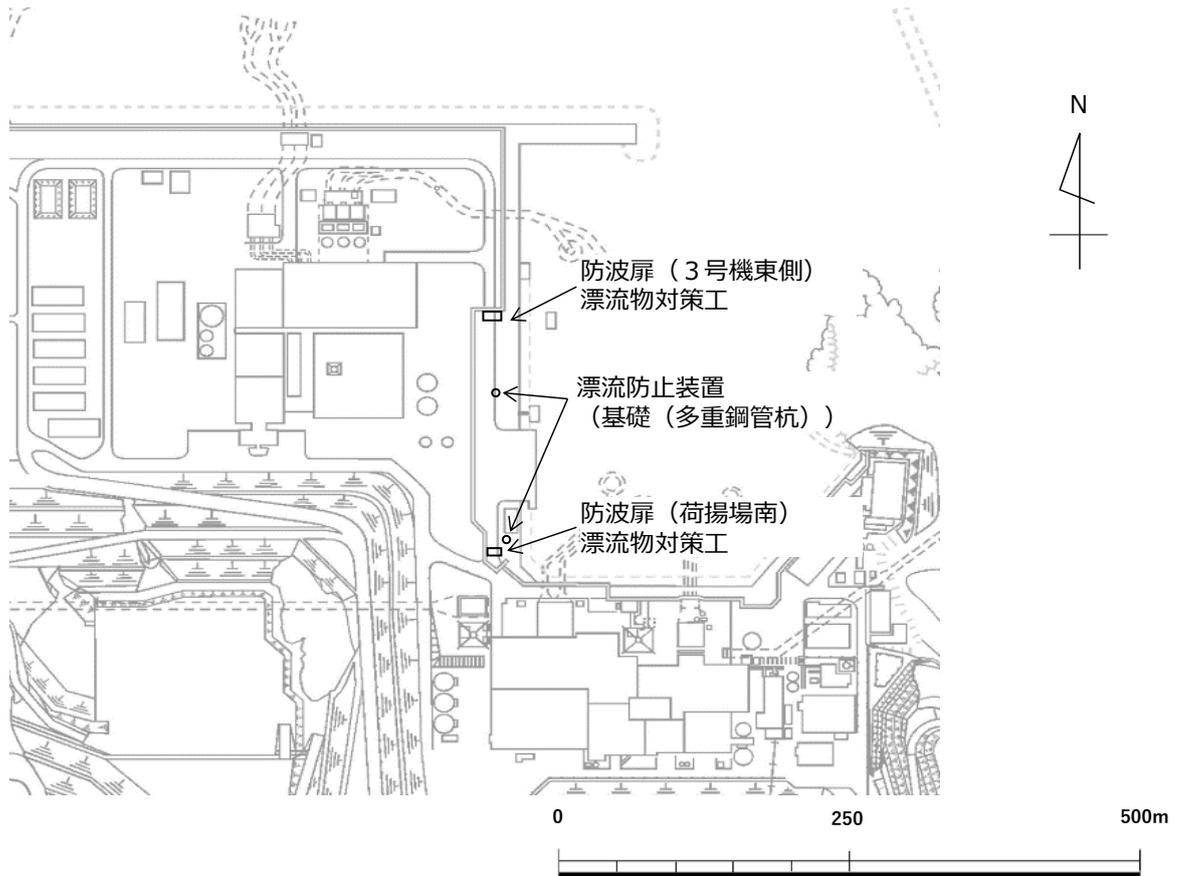 N
防波扉（３号機東側）
漂流物対策工
漂流防止装置
（基礎（多重鋼管杭））
防波扉（荷揚場南）
漂流物対策工
0 250 500m